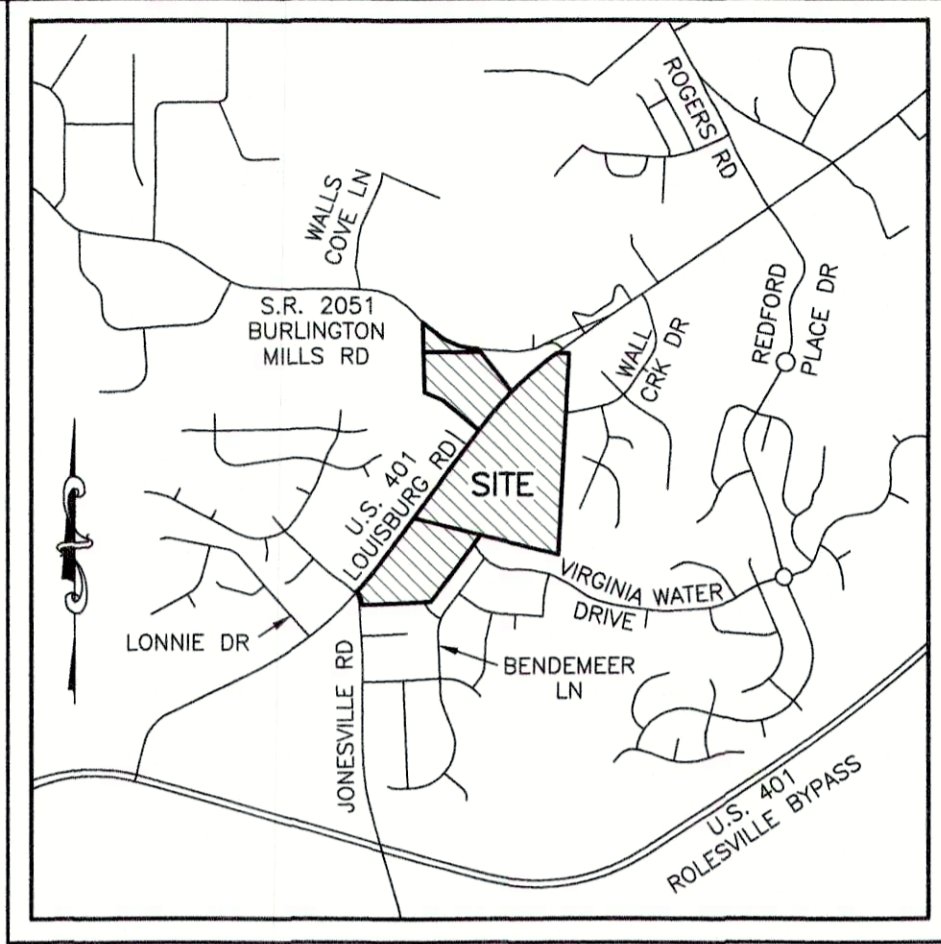 ROGERS
RD
WALLS
COVE LN
S.R. 2051
BURLINGTON
MILLS RD
REDFORD
PLACE DR
WALL
CRK DR
U.S. 401
LOUISBURG RD
SITE
VIRGINIA WATER
DRIVE
LONNIE DR
BENDEMEER
LN
JONESVILLE RD
U.S. 401
ROLESVILLE BYPASS